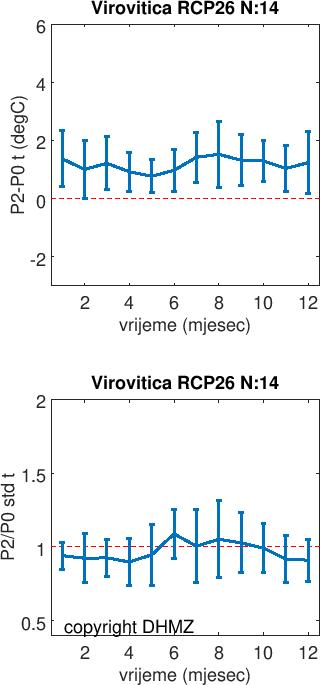 Virovitica RCP26 N:14
P2-P0 t (degC)
6
4
2
0
-2
2 4 6 8 10 12
vrijeme (mjesec)
Virovitica RCP26 N:14
P2/P0 std t
2
1.5
1
0.5
copyright DHMZ
2 4 6 8 10 12
vrijeme (mjesec)